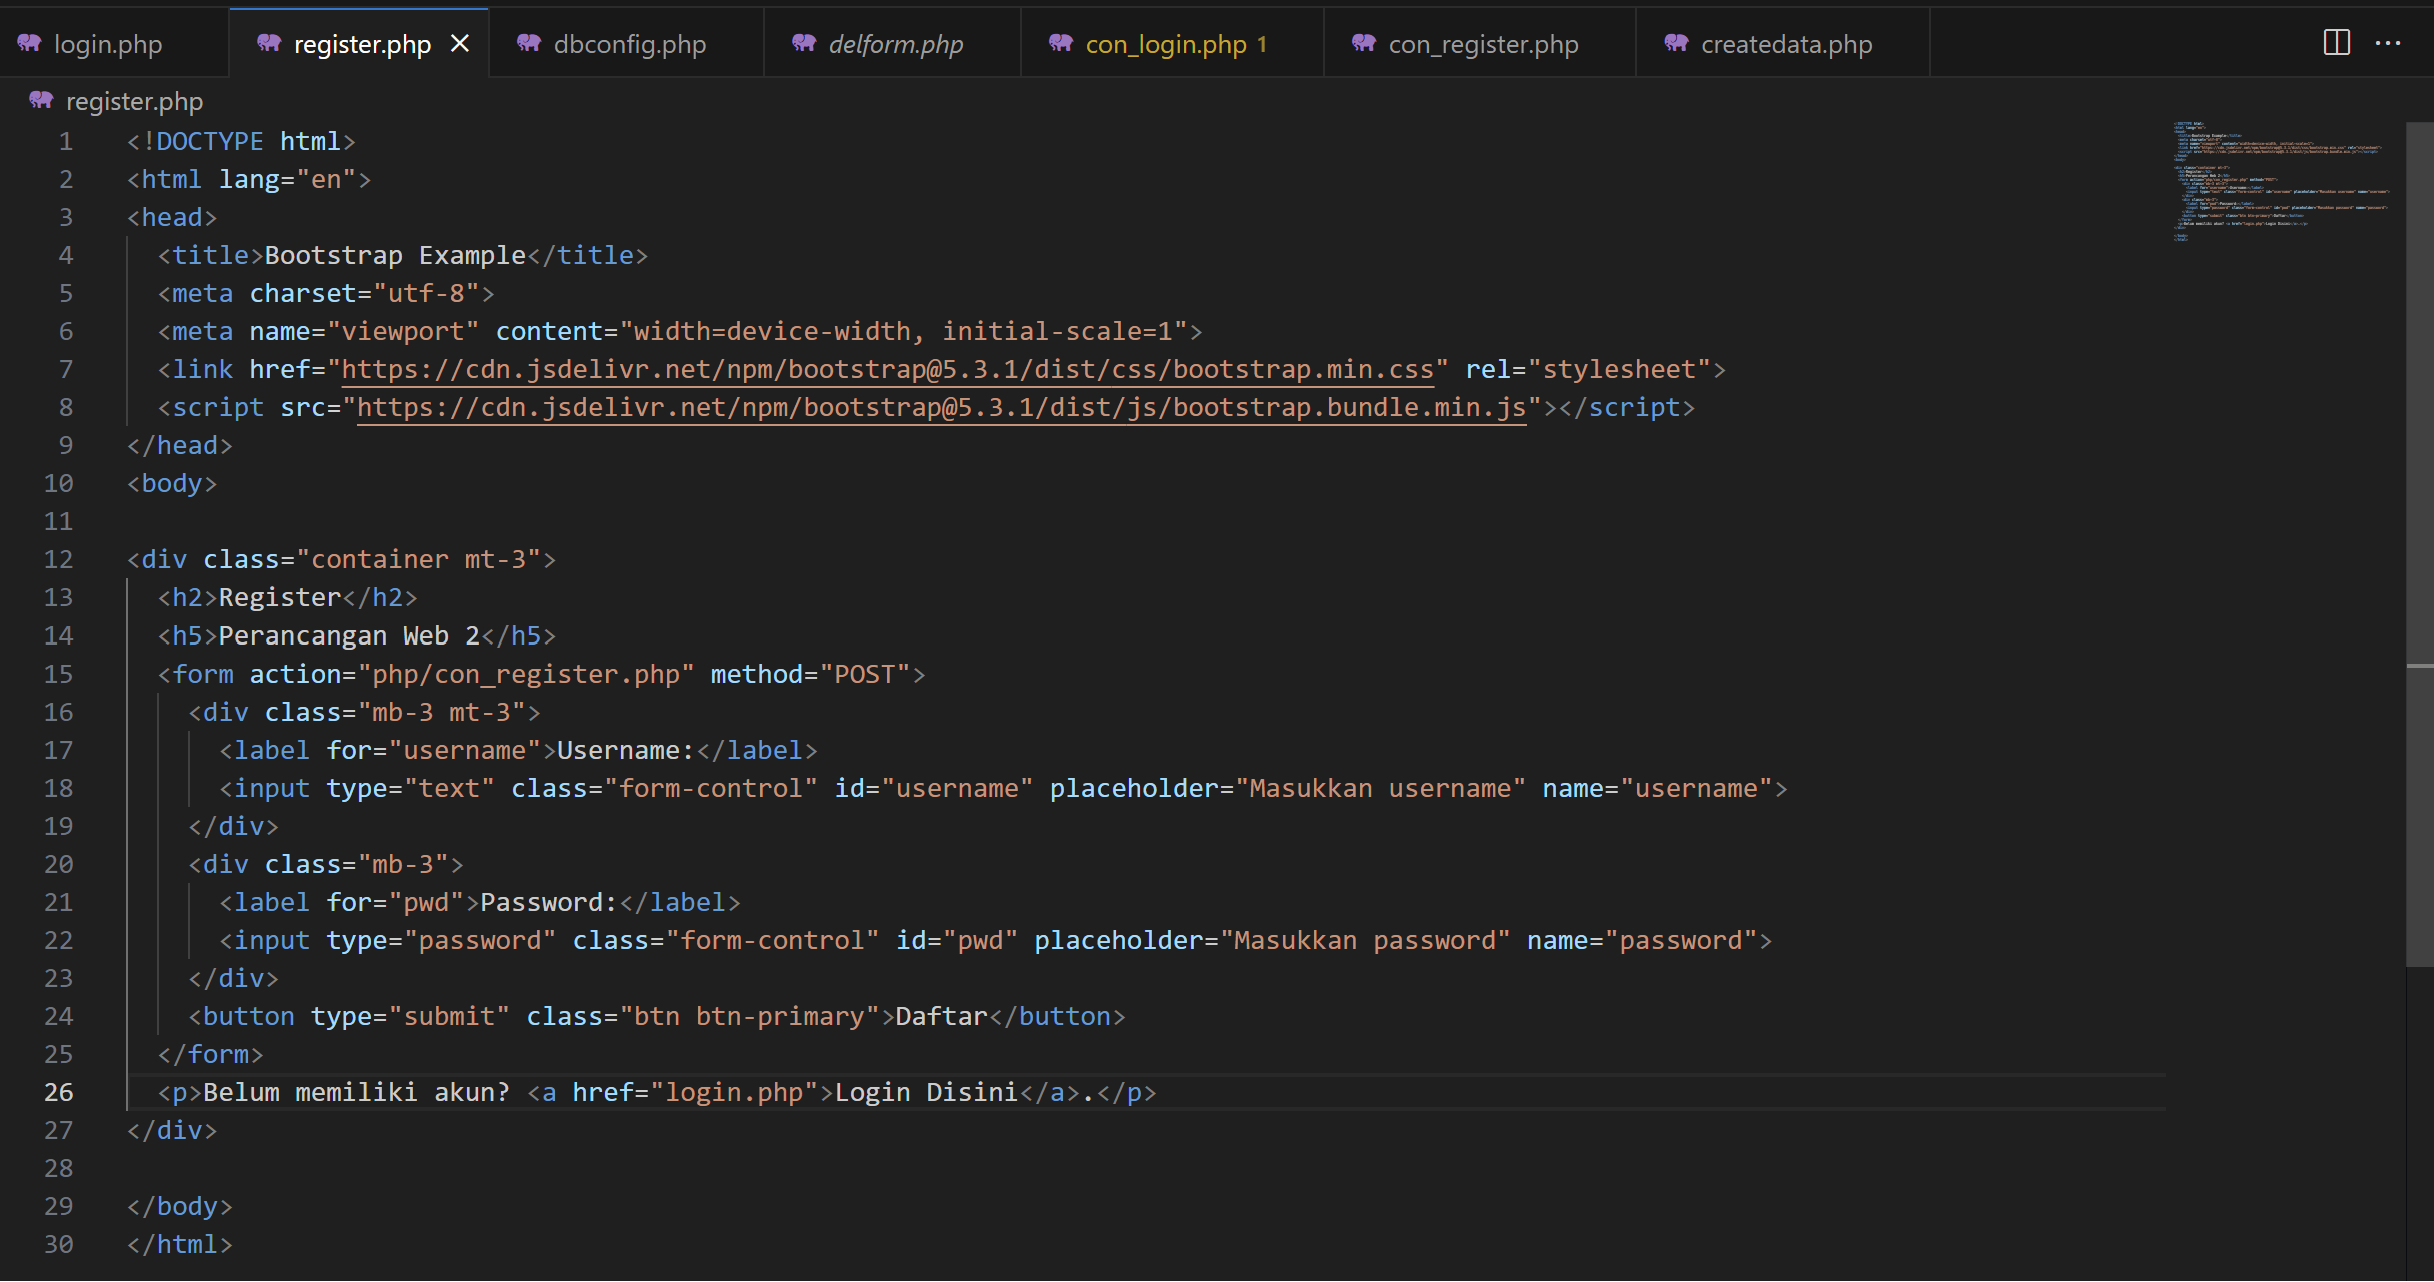 login.php register.php dbconfig.php delform.php con_login.php 1 con_register.php createdata.php
register.php
1 <!DOCTYPE html>
2 <html lang="en">
3 <head>
4 <title>Bootstrap Example</title>
5 <meta charset="utf-8">
6 <meta name="viewport" content="width=device-width, initial-scale=1">
7 <link href="https://cdn.jsdelivr.net/npm/bootstrap@5.3.1/dist/css/bootstrap.min.css" rel="stylesheet">
8 <script src="https://cdn.jsdelivr.net/npm/bootstrap@5.3.1/dist/js/bootstrap.bundle.min.js"></script>
9 </head>
10 <body>
11
12 <div class="container mt-3">
13 <h2>Register</h2>
14 <h5>Perancangan Web 2</h5>
15 <form action="php/con_register.php" method="POST">
16 <div class="mb-3 mt-3">
17 <label for="username">Username:</label>
18 <input type="text" class="form-control" id="username" placeholder="Masukkan username" name="username">
19 </div>
20 <div class="mb-3">
21 <label for="pwd">Password:</label>
22 <input type="password" class="form-control" id="pwd" placeholder="Masukkan password" name="password">
23 </div>
24 <button type="submit" class="btn btn-primary">Daftar</button>
25 </form>
26 <p>Belum memiliki akun? <a href="login.php">Login Disini</a>.</p>
27 </div>
28
29 </body>
30 </html>